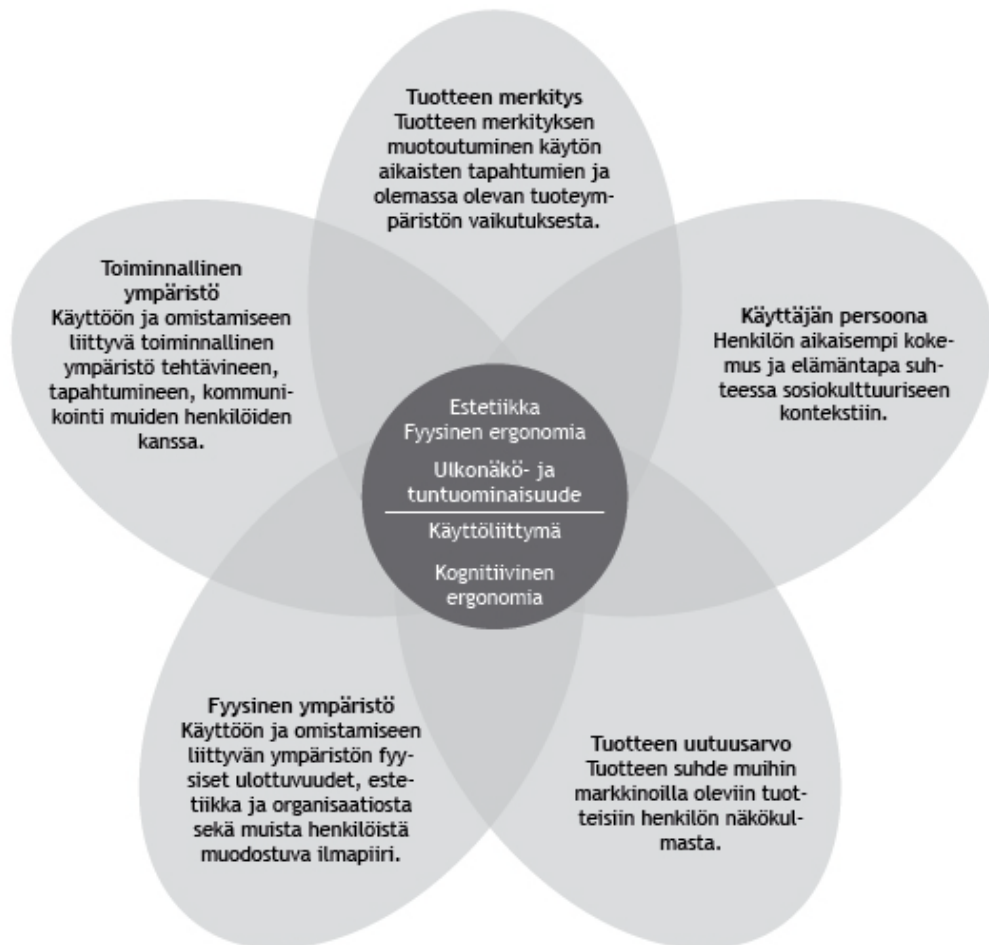 Tuotteen merkitys
Tuotteen merkityksen
muotoutuminen käytön
aikaisten tapahtumien ja
olemassa olevan tuoteym-
päristön vaikutuksesta.
Toiminnallinen
ympäristö
Käyttöön ja omistamiseen
liittyvä toiminnallinen
ympäristö tehtävineen,
tapahtumineen, kommuni-
kointi muiden henkilöiden
kanssa.
Käyttäjän persoona
Henkilön aikaisempi koke-
mus ja elämäntapa suh-
teessa sosiokulttuuriseen
kontekstiin.
Estetiikka
Fyysinen ergonomia
Ulkonäkö- ja
tuntuominaisuude
Käyttöliittymä
Kognitiivinen
ergonomia
Fyysinen ympäristö
Käyttöön ja omistamiseen
liittyvän ympäristön fyy-
siset ulottuvuudet, este-
tiikka ja organisaatiosta
sekä muista henkilöistä
muodostuva ilmapiiri.
Tuotteen uutuusarvo
Tuotteen suhde muihin
markkinoilla oleviin tuot-
teisiin henkilön näkökul-
masta.